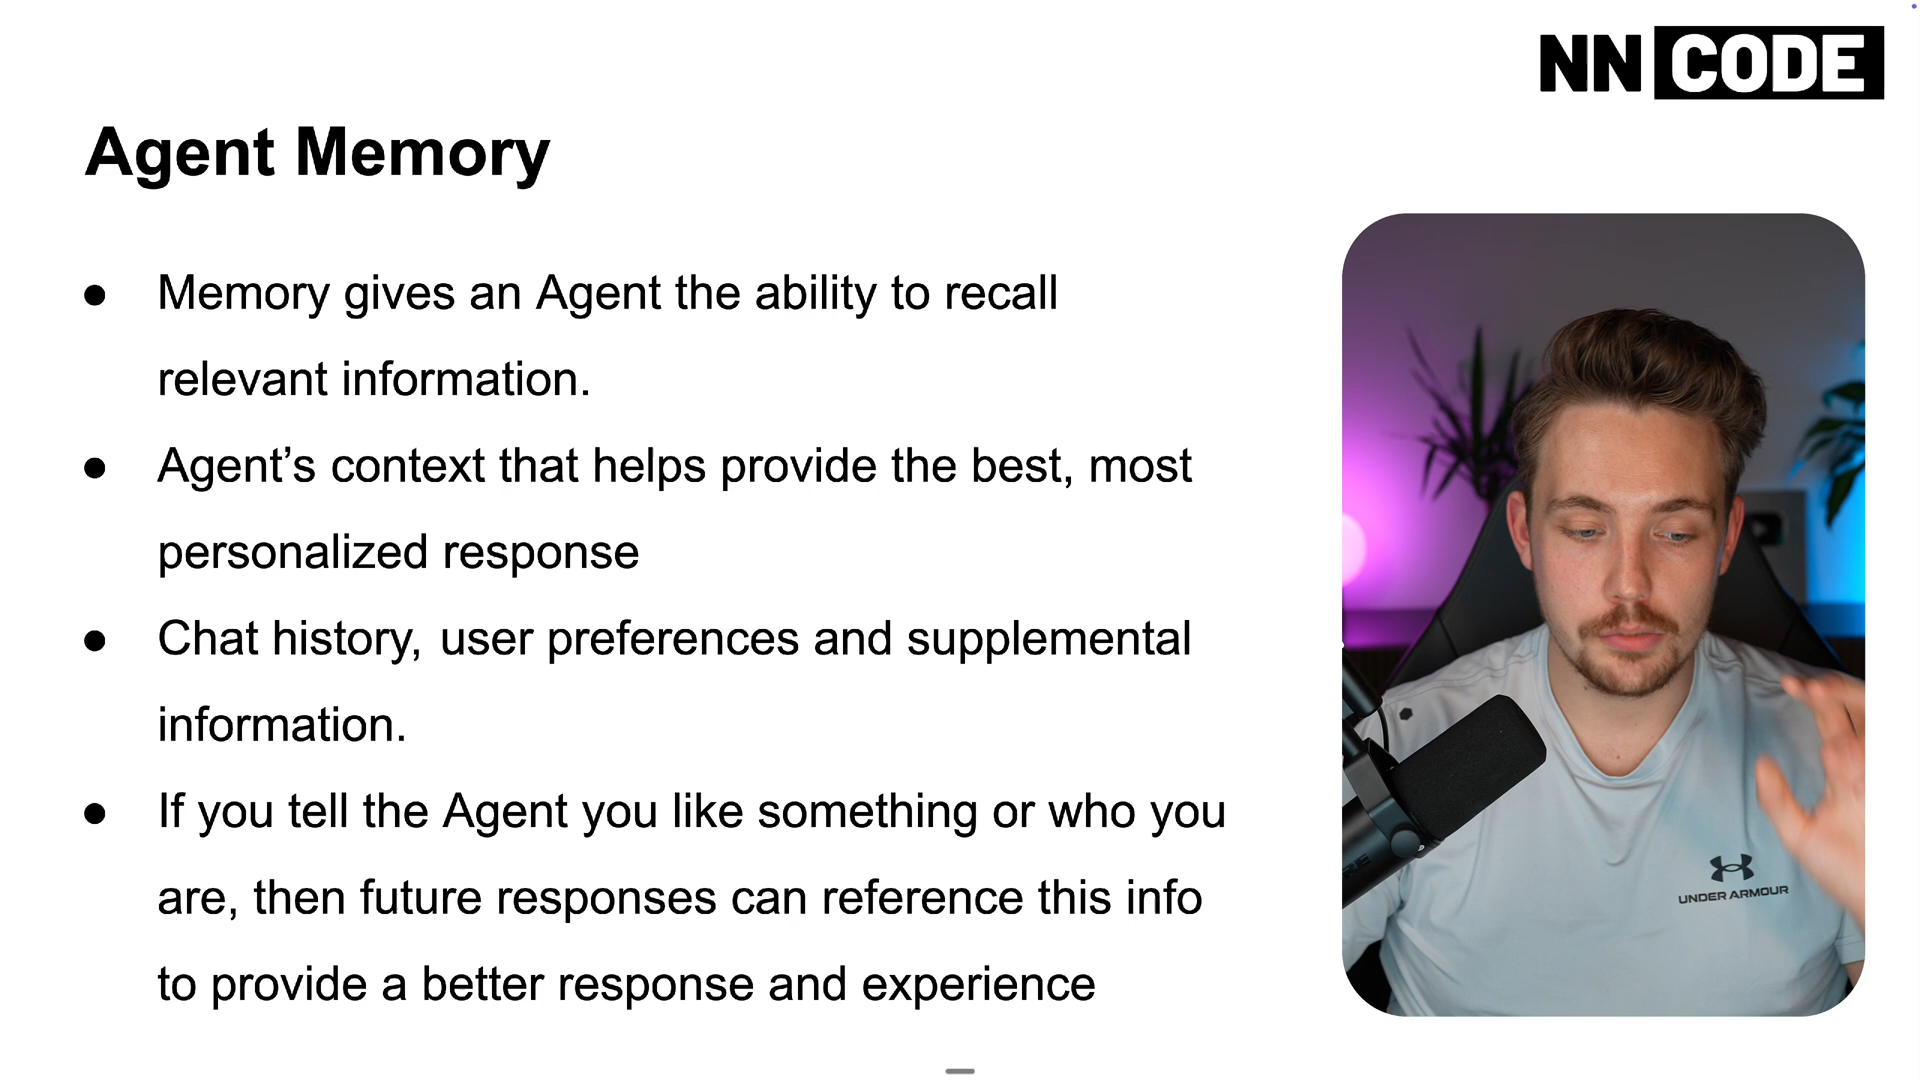 NN CODE
Agent Memory
● Memory gives an Agent the ability to recall
relevant information.
● Agent’s context that helps provide the best, most
personalized response
● Chat history, user preferences and supplemental
information.
● If you tell the Agent you like something or who you
are, then future responses can reference this info
to provide a better response and experience
UNDER ARMOUR